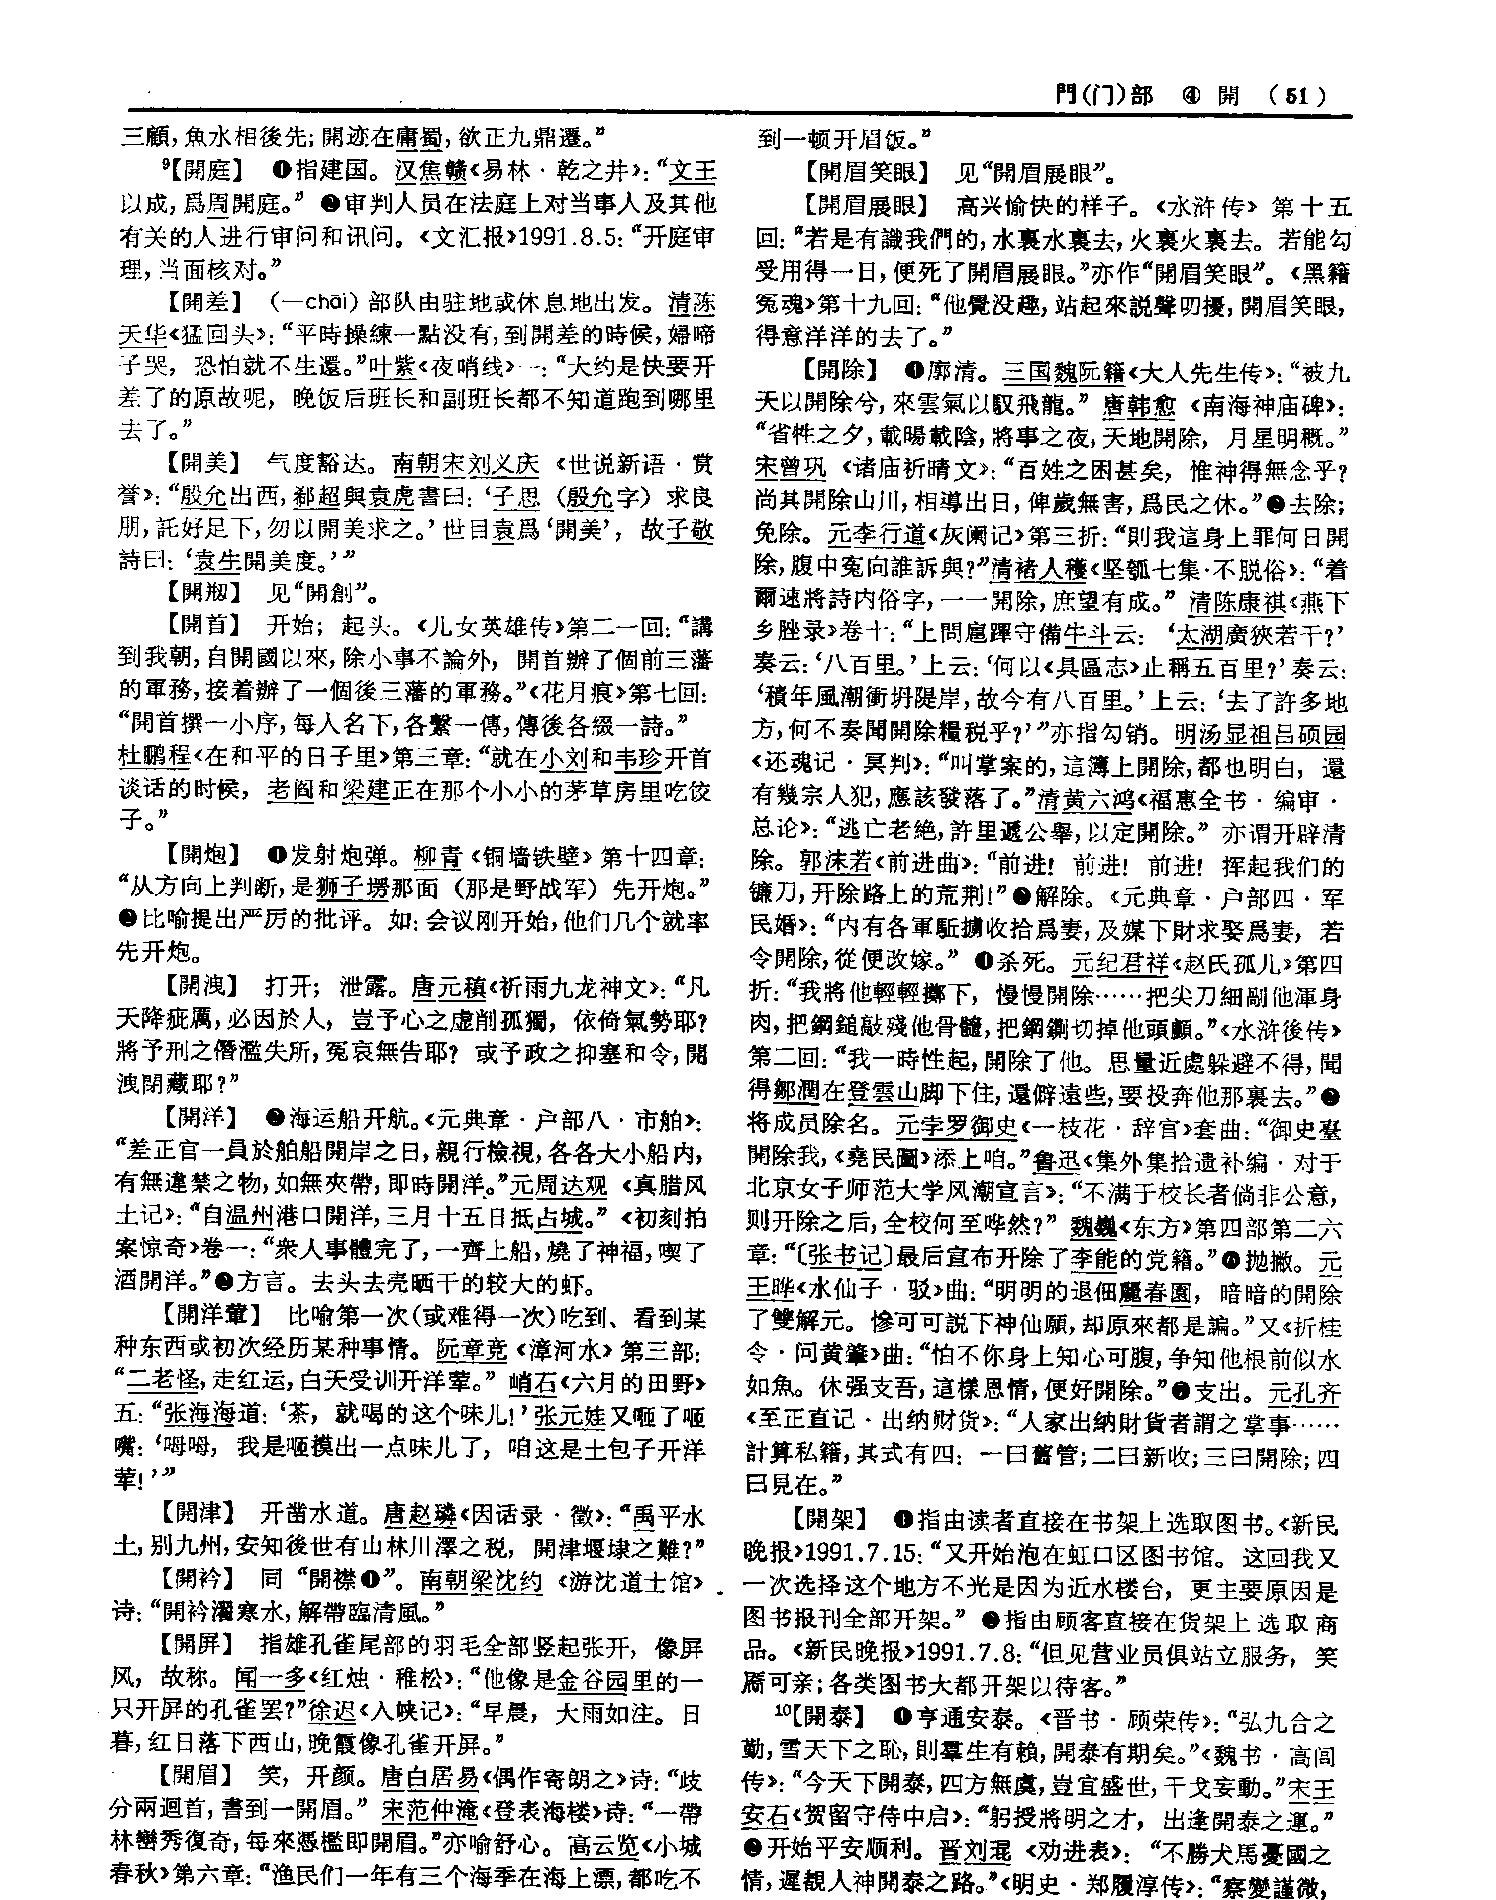 門(门)部 ④ 開 (51)
三顧,魚水相後先;開迹在庸蜀,欲正九鼎遷。”
⁹【開庭】 ❶指建国。汉焦赣《易林·乾之井》:“文王
以成,爲周開庭。” ❷审判人员在法庭上对当事人及其他
有关的人进行审问和讯问。《文汇报》1991.8.5:“开庭审
理,当面核对。”
【開差】 (—chāi)部队由驻地或休息地出发。清陈
天华《猛回头》:“平時操練一點没有,到開差的時候,婦啼
子哭,恐怕就不生還。”叶紫《夜哨线》一:“大约是快要开
差了的原故呢,晚饭后班长和副班长都不知道跑到哪里
去了。”
【開美】 气度豁达。南朝宋刘义庆《世说新语·赏
誉》:“殷允出西,郗超與袁虎書曰:‘子思(殷允字)求良
朋,託好足下,勿以開美求之。’世目袁爲‘開美’,故子敬
詩曰:‘袁生開美度。’”
【開剏】 见“開創”。
【開首】 开始;起头。《儿女英雄传》第二一回:“講
到我朝,自開國以來,除小事不論外,開首辦了個前三藩
的軍務,接着辦了一個後三藩的軍務。”《花月痕》第七回:
“開首撰一小序,每人名下,各繫一傳,傳後各缀一詩。”
杜鹏程《在和平的日子里》第三章:“就在小刘和韦珍开首
谈话的时候,老阎和梁建正在那个小小的茅草房里吃饺
子。”
【開炮】 ❶发射炮弹。柳青《铜墙铁壁》第十四章:
“从方向上判断,是狮子塄那面(那是野战军)先开炮。”
❷比喻提出严厉的批评。如:会议刚开始,他们几个就率
先开炮。
【開洩】 打开;泄露。唐元稹《祈雨九龙神文》:“凡
天降疵厲,必因於人,豈予心之虚削孤獨,依倚氣勢耶?
將予刑之僭濫失所,冤哀無告耶?或予政之抑塞和令,開
洩閉藏耶?”
【開洋】 ❷海运船开航。《元典章·户部八·市舶》:
“差正官一員於舶船開岸之日,親行檢視,各各大小船内,
有無違禁之物,如無夾帶,即時開洋。”元周达观《真腊风
土记》:“自温州港口開洋,三月十五日抵占城。”《初刻拍
案惊奇》卷一:“衆人事體完了,一齊上船,燒了神福,喫了
酒開洋。”❷方言。去头去壳晒干的较大的虾。
【開洋葷】 比喻第一次(或难得一次)吃到、看到某
种东西或初次经历某种事情。阮章竞《漳河水》第三部:
“二老怪,走红运,白天受训开洋荤。”峭石《六月的田野》
五:“张海海道:‘茶,就喝的这个味儿!’张元娃又咂了咂
嘴:‘呣呣,我是咂摸出一点味儿了,咱这是土包子开洋
荤!’”
【開津】 开凿水道。唐赵璘《因话录·徵》:“禹平水
土,别九州,安知後世有山林川澤之税,開津堰埭之難?”
【開衿】 同“開襟❶”。南朝梁沈约《游沈道士馆》
诗:“開衿濯寒水,解帶臨清風。”
【開屏】 指雄孔雀尾部的羽毛全部竖起张开,像屏
风,故称。闻一多《红烛·稚松》:“他像是金谷园里的一
只开屏的孔雀罢?”徐迟《入峡记》:“早晨,大雨如注。日
暮,红日落下西山,晚霞像孔雀开屏。”
【開眉】 笑,开颜。唐白居易《偶作寄朗之》诗:“歧
分兩迴首,書到一開眉。” 宋范仲淹《登表海楼》诗:“一帶
林巒秀復奇,每來憑檻即開眉。”亦喻舒心。高云览《小城
春秋》第六章:“渔民们一年有三个海季在海上漂,都吃不
到一顿开眉饭。”
【開眉笑眼】 见“開眉展眼”。
【開眉展眼】 高兴愉快的样子。《水浒传》第十五
回:“若是有識我們的,水裏水裏去,火裏火裏去。若能勾
受用得一日,便死了開眉展眼。”亦作“開眉笑眼”。《黑籍
冤魂》第十九回:“他覺没趣,站起來説聲叨擾,開眉笑眼,
得意洋洋的去了。”
【開除】 ❶廓清。三国魏阮籍《大人先生传》:“被九
天以開除兮,來雲氣以馭飛龍。”唐韩愈《南海神庙碑》:
“省牲之夕,載暘載陰,將事之夜,天地開除,月星明穊。”
宋曾巩《诸庙祈晴文》:“百姓之困甚矣,惟神得無念乎?
尚其開除山川,相導出日,俾歲無害,爲民之休。”❷去除;
免除。元李行道《灰阑记》第三折:“則我這身上罪何日開
除,腹中冤向誰訴與?”清褚人穫《坚瓠七集·不脱俗》:“着
爾速將詩内俗字,一一開除,庶望有成。”清陈康祺《燕下
乡脞录》卷十:“上問扈蹕守備牛斗云:‘太湖廣狹若干?’
奏云:‘八百里。’上云:‘何以《具區志》止稱五百里?’奏云:
‘積年風潮衝坍隄岸,故今有八百里。’上云:‘去了許多地
方,何不奏聞開除糧税乎?’”亦指勾销。明汤显祖吕硕园
《还魂记·冥判》:“叫掌案的,這簿上開除,都也明白,還
有幾宗人犯,應該發落了。”清黄六鸿《福惠全书·编审·
总论》:“逃亡老絶,許里遞公舉,以定開除。”亦谓开辟清
除。郭沫若《前进曲》:“前进!前进!前进!挥起我们的
镰刀,开除路上的荒荆!”❸解除。《元典章·户部四·军
民婚》:“内有各軍駈擄收拾爲妻,及媒下財求娶爲妻,若
令開除,從便改嫁。” ❹杀死。元纪君祥《赵氏孤儿》第四
折:“我將他輕輕擲下,慢慢開除……把尖刀細剮他渾身
肉,把鋼鎚敲殘他骨髓,把鋼鍘切掉他頭顱。”《水浒後传》
第二回:“我一時性起,開除了他。思量近處躲避不得,聞
得鄒潤在登雲山脚下住,還僻遠些,要投奔他那裏去。”❺
将成员除名。元孛罗御史《一枝花·辞官》套曲:“御史臺
開除我,《堯民圖》添上咱。”鲁迅《集外集拾遗补编·对于
北京女子师范大学风潮宣言》:“不满于校长者倘非公意,
则开除之后,全校何至哗然?”魏巍《东方》第四部第二六
章:“〔张书记〕最后宣布开除了李能的党籍。”❻抛撇。元
王晔《水仙子·驳》曲:“明明的退佃麗春園,暗暗的開除
了雙解元。慘可可説下神仙願,却原來都是諞。”又《折桂
令·问黄肇》曲:“怕不你身上知心可腹,争知他根前似水
如魚。休强支吾,這樣恩情,便好開除。”❼支出。元孔齐
《至正直记·出纳财货》:“人家出納財貨者謂之掌事……
計算私籍,其式有四:一曰舊管;二曰新收;三曰開除;四
曰見在。”
【開架】 ❶指由读者直接在书架上选取图书。《新民
晚报》1991.7.15:“又开始泡在虹口区图书馆。这回我又
一次选择这个地方不光是因为近水楼台,更主要原因是
图书报刊全部开架。” ❷指由顾客直接在货架上选取商
品。《新民晚报》1991.7.8:“但见营业员俱站立服务,笑
靥可亲;各类图书大都开架以待客。”
¹⁰【開泰】 ❶亨通安泰。《晋书·顾荣传》:“弘九合之
勤,雪天下之恥,則羣生有賴,開泰有期矣。”《魏书·高闾
传》:“今天下開泰,四方無虞,豈宜盛世,干戈妄動。”宋王
安石《贺留守侍中启》:“躬授將明之才,出逢開泰之運。”
❷开始平安顺利。晋刘琨《劝进表》:“不勝犬馬憂國之
情,遲覩人神開泰之路。”《明史·郑履淳传》:“察變謹微,